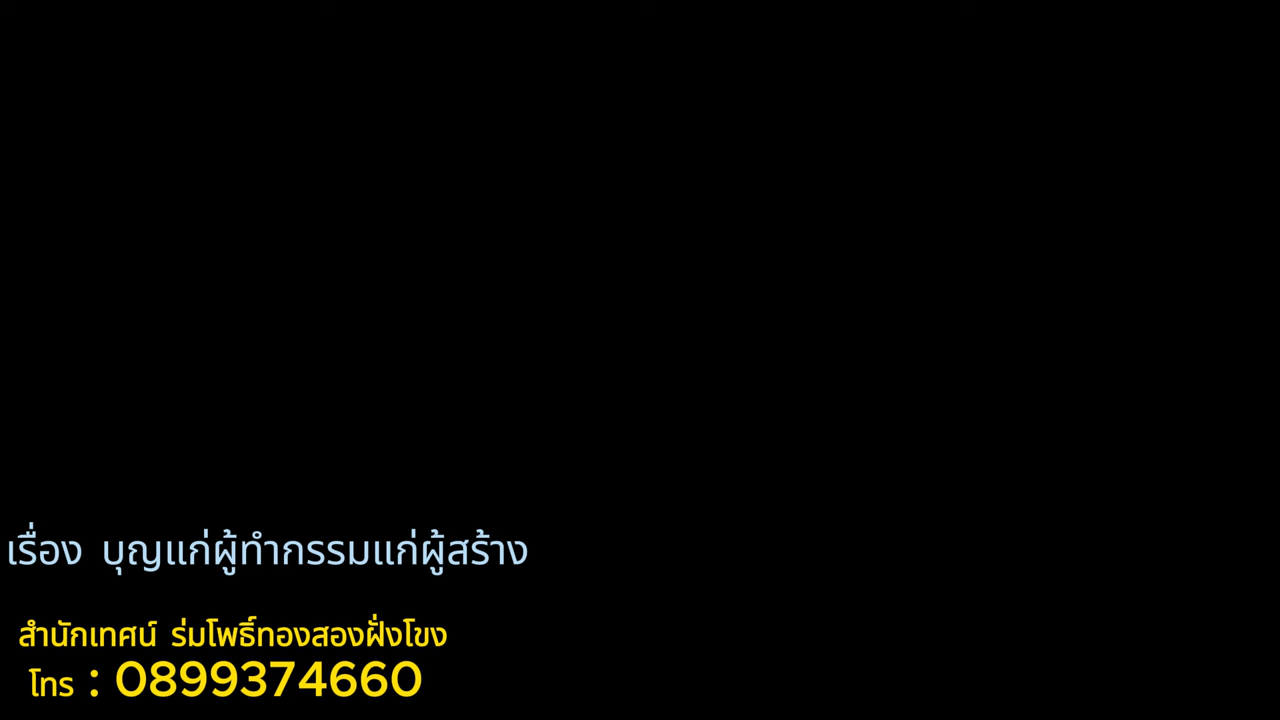 เรื่อง บุญแก่ผู้ทำกรรมแก่ผู้สร้าง
สำนักเทศน์ ร่มโพธิ์ทองสองฝั่งโขง
โทร : 0899374660